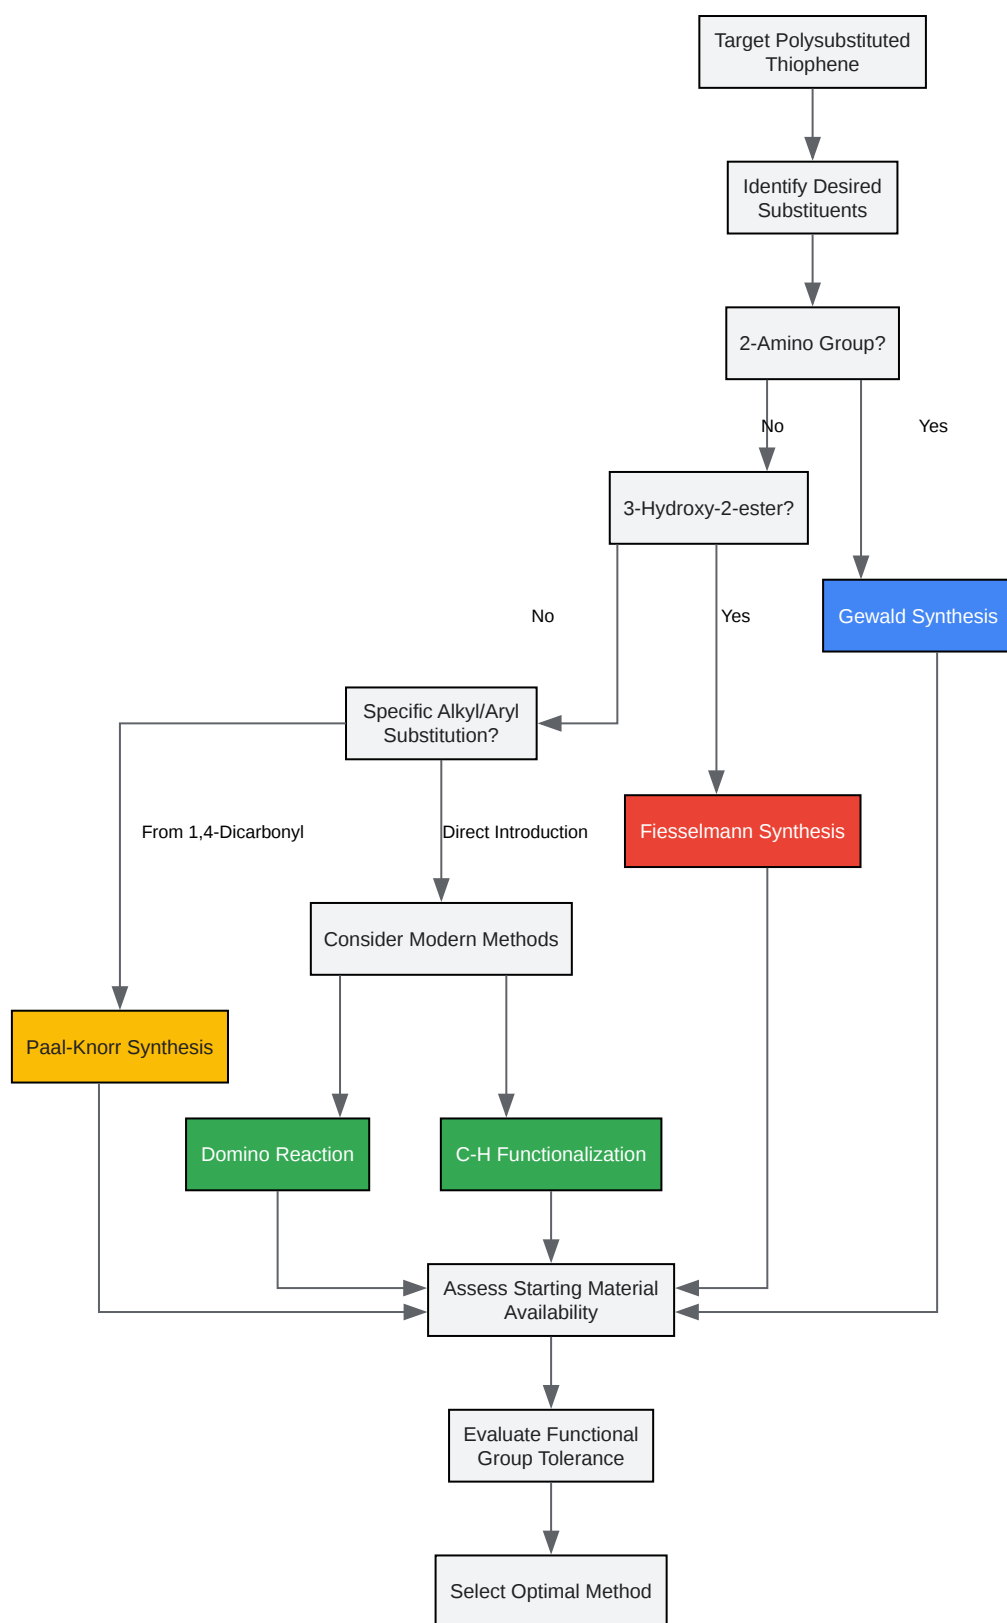 Target Polysubstituted
Thiophene
Identify Desired
Substituents
2-Amino Group?
No
Yes
3-Hydroxy-2-ester?
Gewald Synthesis
No
Yes
Specific Alkyl/Aryl
Substitution?
From 1,4-Dicarbonyl
Direct Introduction
Fiesselmann Synthesis
Consider Modern Methods
Paal-Knorr Synthesis
Domino Reaction
C-H Functionalization
Assess Starting Material
Availability
Evaluate Functional
Group Tolerance
Select Optimal Method